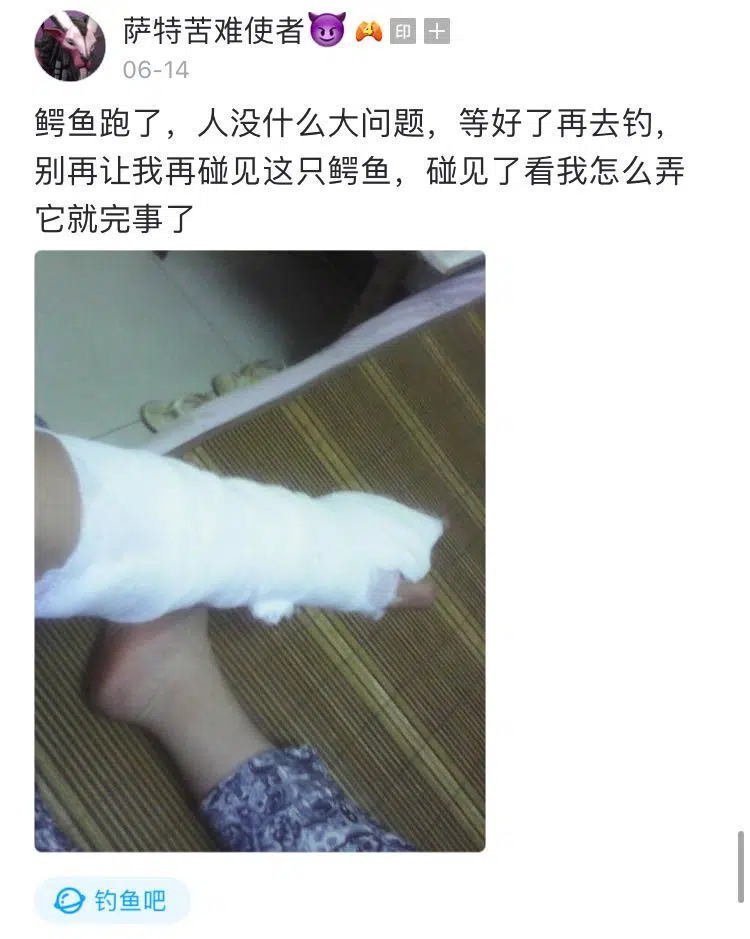 萨特苦难使者😈 印
06-14
鳄鱼跑了，人没什么大问题，等好了再去钓，
别再让我再碰见这只鳄鱼，碰见了看我怎么弄
它就完事了
钓鱼吧